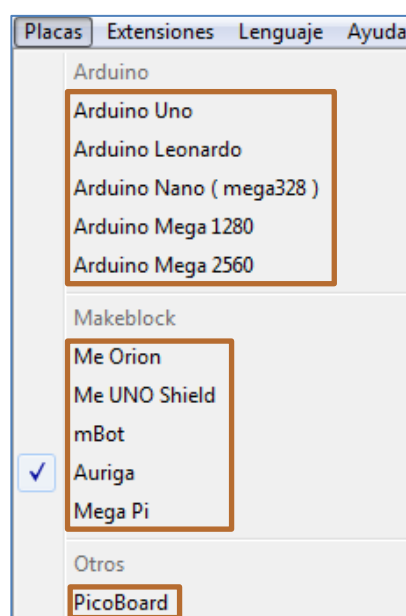 Placas Extensiones Lenguaje Ayuda
Arduino
Arduino Uno
Arduino Leonardo
Arduino Nano ( mega328 )
Arduino Mega 1280
Arduino Mega 2560
Makeblock
Me Orion
Me UNO Shield
mBot
Auriga
Mega Pi
Otros
PicoBoard